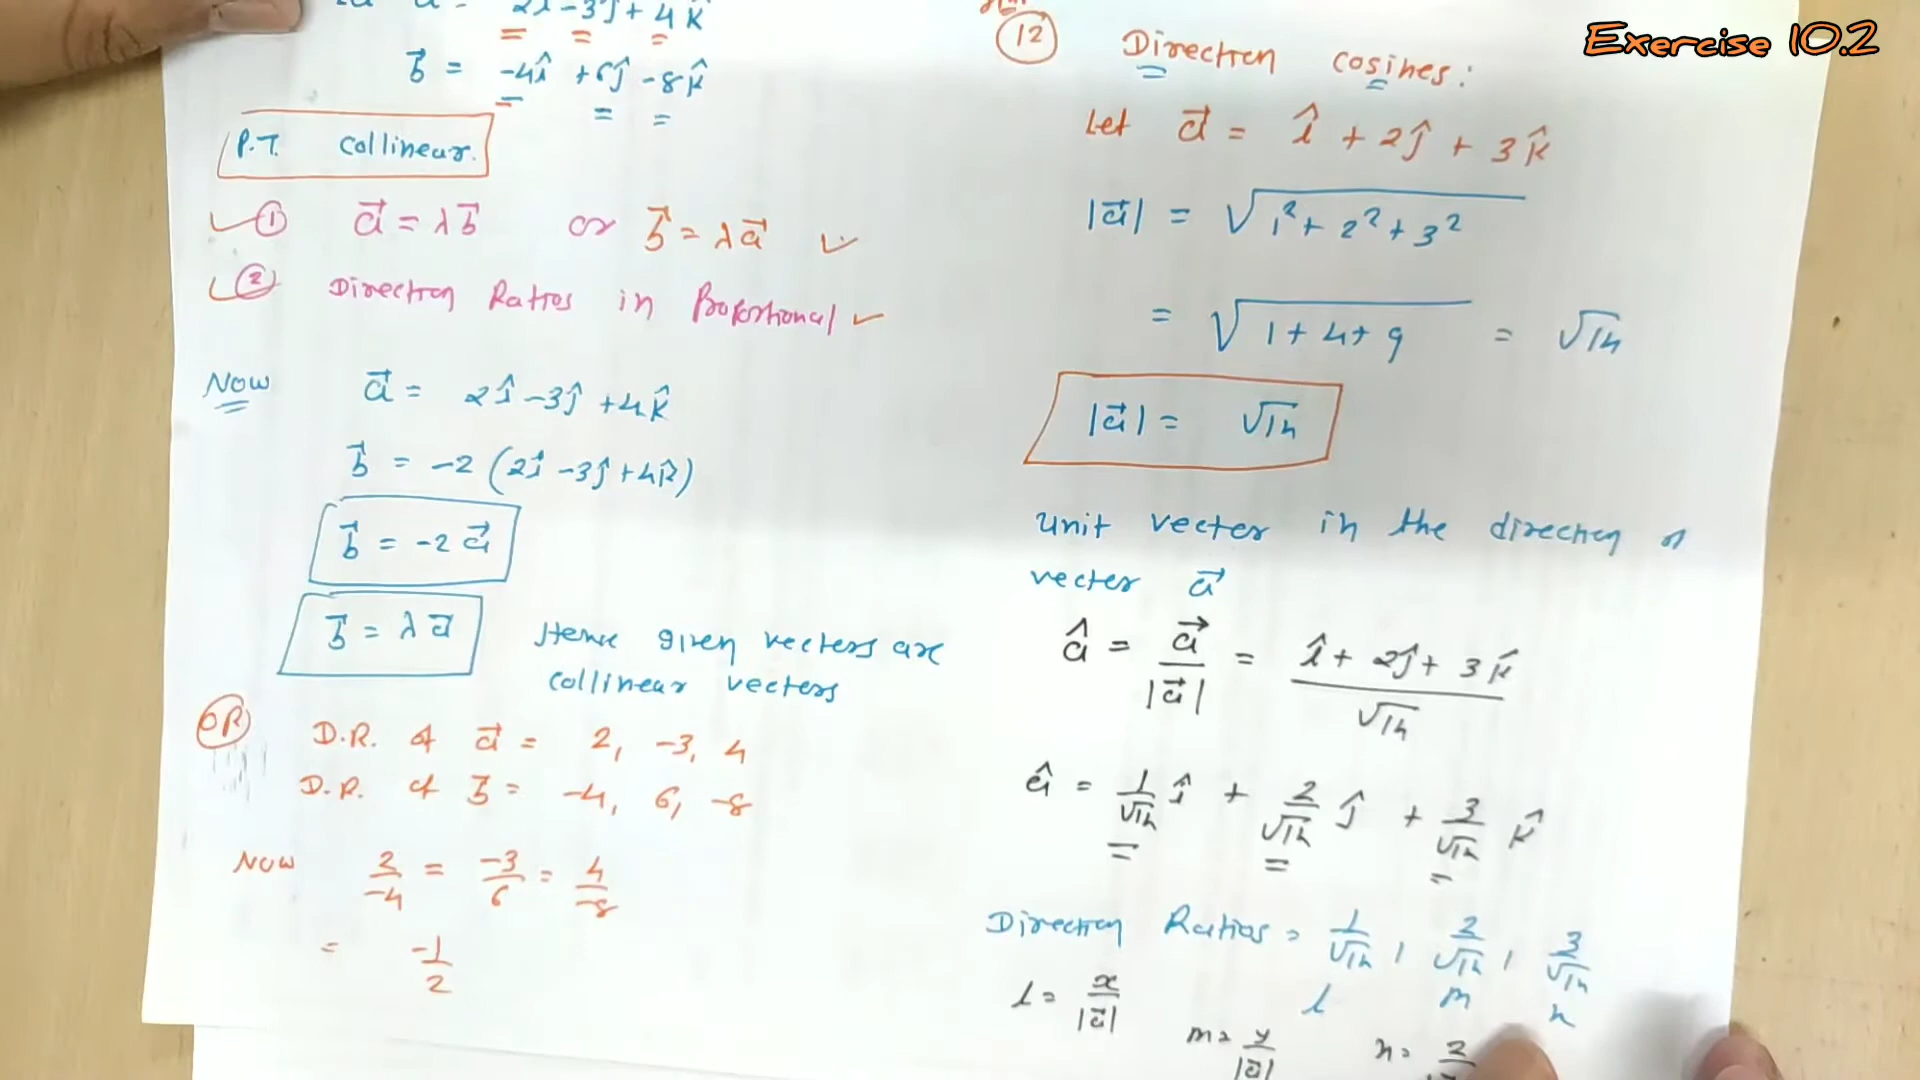 a = 2î - 3ĵ + 4k̂
b⃗ = -4î + 6ĵ - 8k̂
P.T. collinear.
① a⃗ = λb⃗ or b⃗ = λa⃗
② Direction Ratios in Proportional
Now a⃗ = 2î - 3ĵ + 4k̂
b⃗ = -2 (2î - 3ĵ + 4k̂)
b⃗ = -2 a⃗
b⃗ = λ a⃗
Hence given vectors are
collinear vectors
OR D.R. of a⃗ = 2, -3, 4
D.R. of b⃗ = -4, 6, -8
Now 2/-4 = -3/6 = 4/-8
= -1/2
Exercise 10.2
12 Direction cosines:
Let a⃗ = î + 2ĵ + 3k̂
|a⃗| = √1² + 2² + 3²
= √1 + 4 + 9 = √14
|a⃗| = √14
Unit vector in the direction of
vector a⃗
â = a⃗/|a⃗| = î + 2ĵ + 3k̂/√14
â = 1/√14 î + 2/√14 ĵ + 3/√14 k̂
Direction Ratios = 1/√14, 2/√14, 3/√14
l m n
l = x/|a⃗| m = y/|a⃗| n =